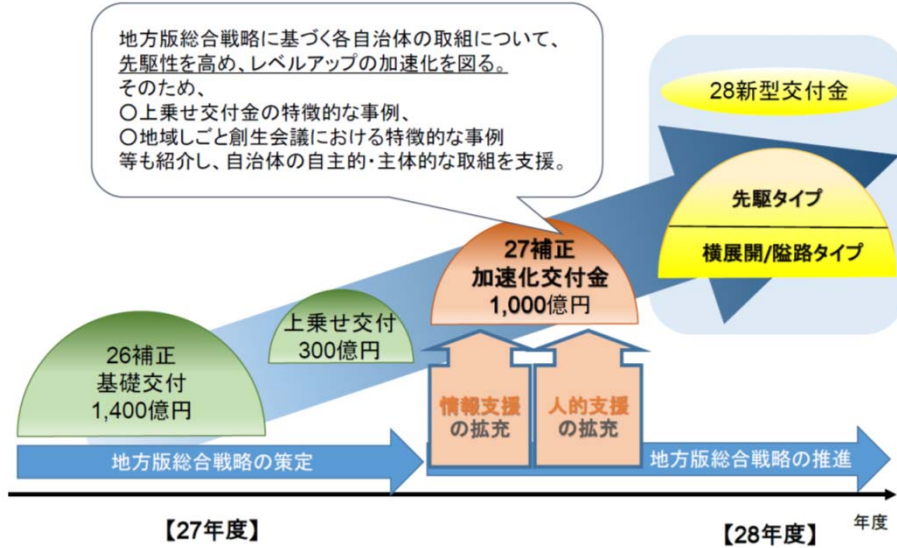 地方版総合戦略に基づく各自治体の取組について、
先駆性を高め、レベルアップの加速化を図る。
そのため、
○上乗せ交付金の特徴的な事例、
○地域しごと創生会議における特徴的な事例
等も紹介し、自治体の自主的・主体的な取組を支援。
28新型交付金
先駆タイプ
横展開/隘路タイプ
27補正
加速化交付金
1,000億円
上乗せ交付
300億円
26補正
基礎交付
1,400億円
情報支援
の拡充
人的支援
の拡充
地方版総合戦略の策定
地方版総合戦略の推進
【27年度】
【28年度】
年度